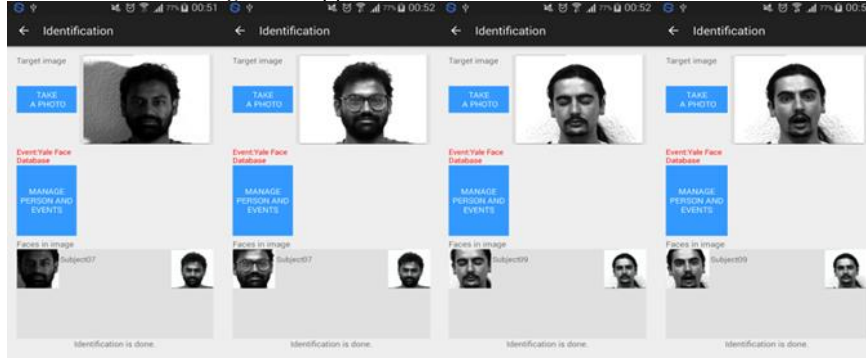 77% 00:51
Identification
Target image
TAKE
A PHOTO
Event:Yale Face
Database
MANAGE
PERSON AND
EVENTS
Faces in image
Subject07
Identification is done.
77% 00:52
Identification
Target image
TAKE
A PHOTO
Event:Yale Face
Database
MANAGE
PERSON AND
EVENTS
Faces in image
Subject07
Identification is done.
77% 00:52
Identification
Target image
TAKE
A PHOTO
Event:Yale Face
Database
MANAGE
PERSON AND
EVENTS
Faces in image
Subject09
Identification is done.
77%
Identification
Target image
TAKE
A PHOTO
Event:Yale Face
Database
MANAGE
PERSON AND
EVENTS
Faces in image
Subject09
Identification is done.